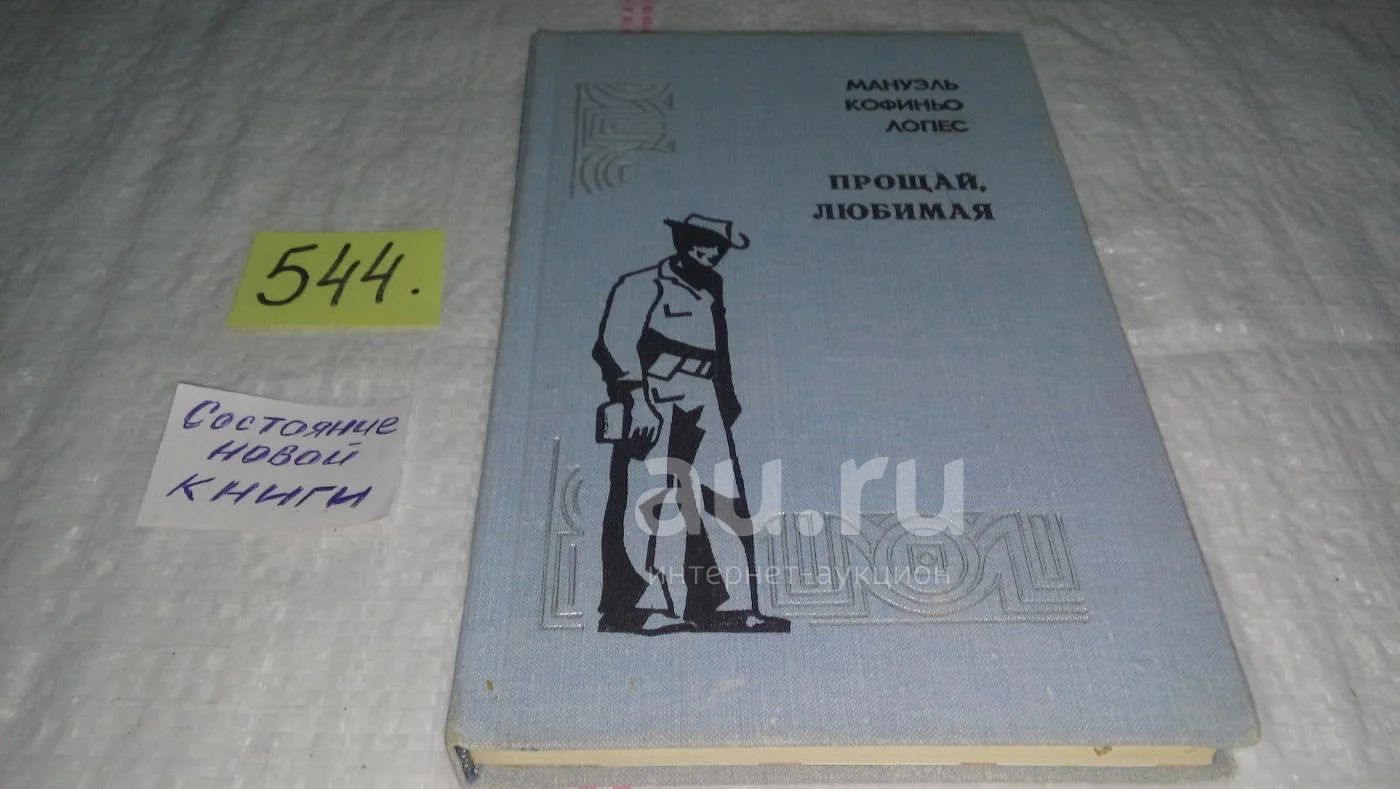 МАНУЭЛЬ
КОФИНЬО
ЛОПЕС
ПРОЩАЙ,
ЛЮБИМАЯ
544.
Состояние
новой
книги
au.ru
интернет-аукцион